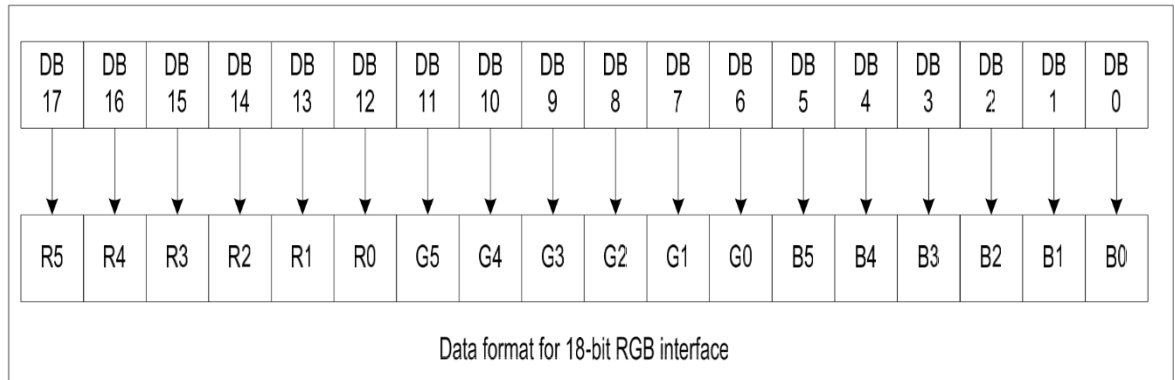 DB DB DB DB DB DB DB DB DB DB DB DB DB DB DB DB DB DB
17 16 15 14 13 12 11 10 9 8 7 6 5 4 3 2 1 0
R5 R4 R3 R2 R1 R0 G5 G4 G3 G2 G1 G0 B5 B4 B3 B2 B1 B0
Data format for 18-bit RGB interface